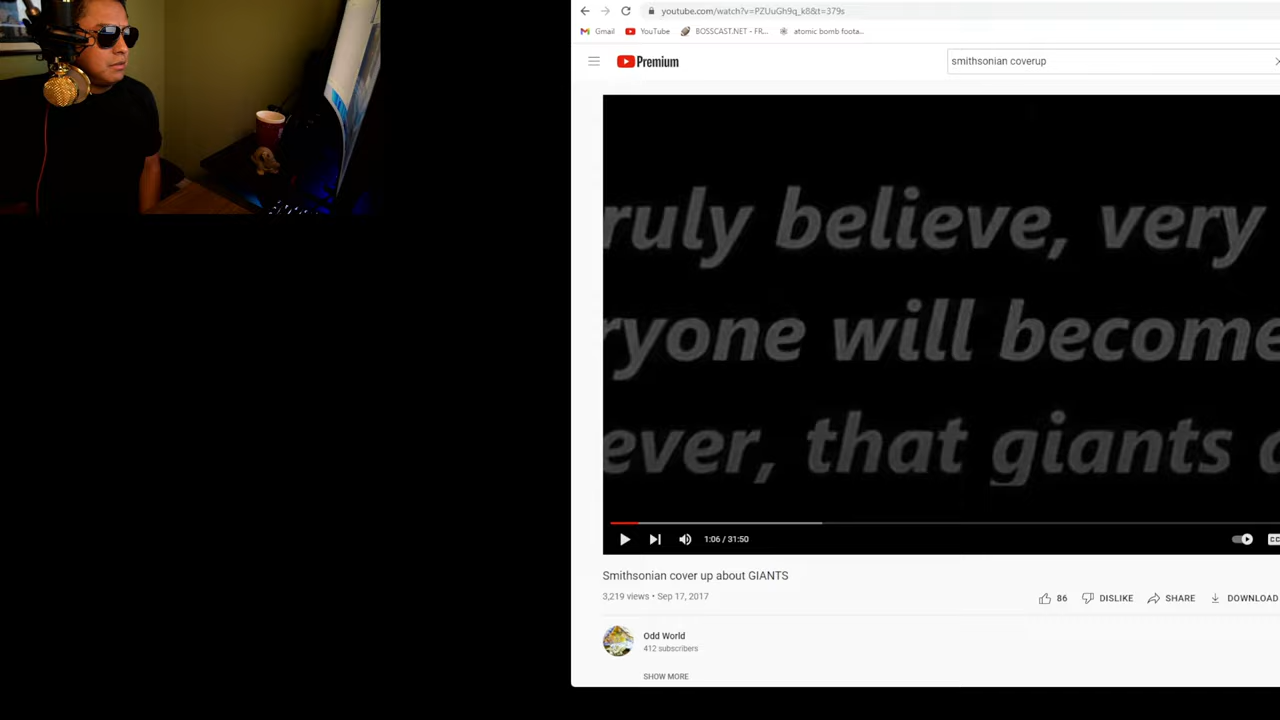 youtube.com/watch?v=PZUuGh9q_k8&t=379s
Gmail YouTube BOSSCAST.NET - FR... atomic bomb foota...
Premium smithsonian coverup
ruly believe, very
ryone will become
ever, that giants
1:06 / 31:50 CC
Smithsonian cover up about GIANTS
3,219 views • Sep 17, 2017 86 DISLIKE SHARE DOWNLOAD
Odd World
412 subscribers
SHOW MORE